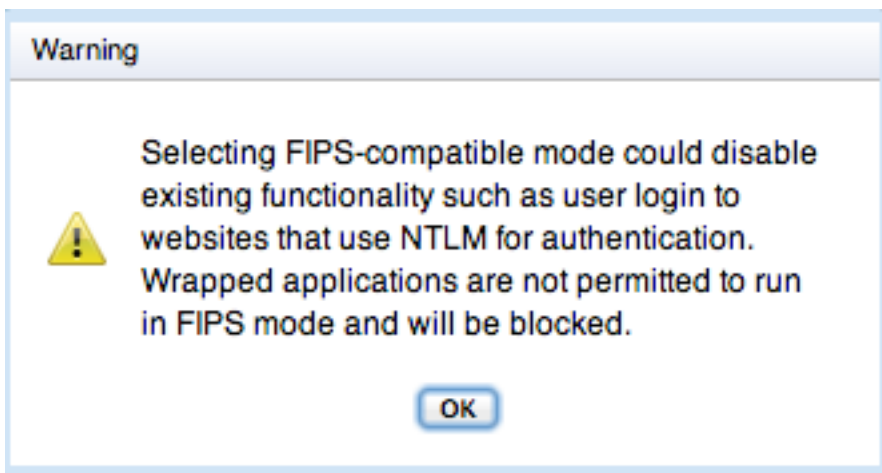 Warning
Selecting FIPS-compatible mode could disable
existing functionality such as user login to
websites that use NTLM for authentication.
Wrapped applications are not permitted to run
in FIPS mode and will be blocked.
OK